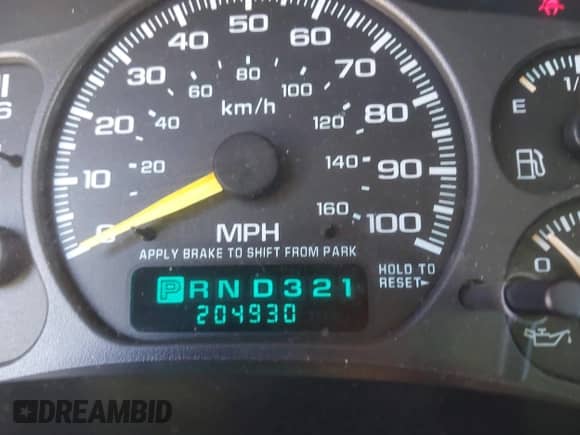 50
40 60
30 80 70
60 100
km/h
20 40 120 80
10 20 140 90
0 160 100
MPH
APPLY BRAKE TO SHIFT FROM PARK
HOLD TO
RESET
PRND321
204930
E
0
DREAMBID